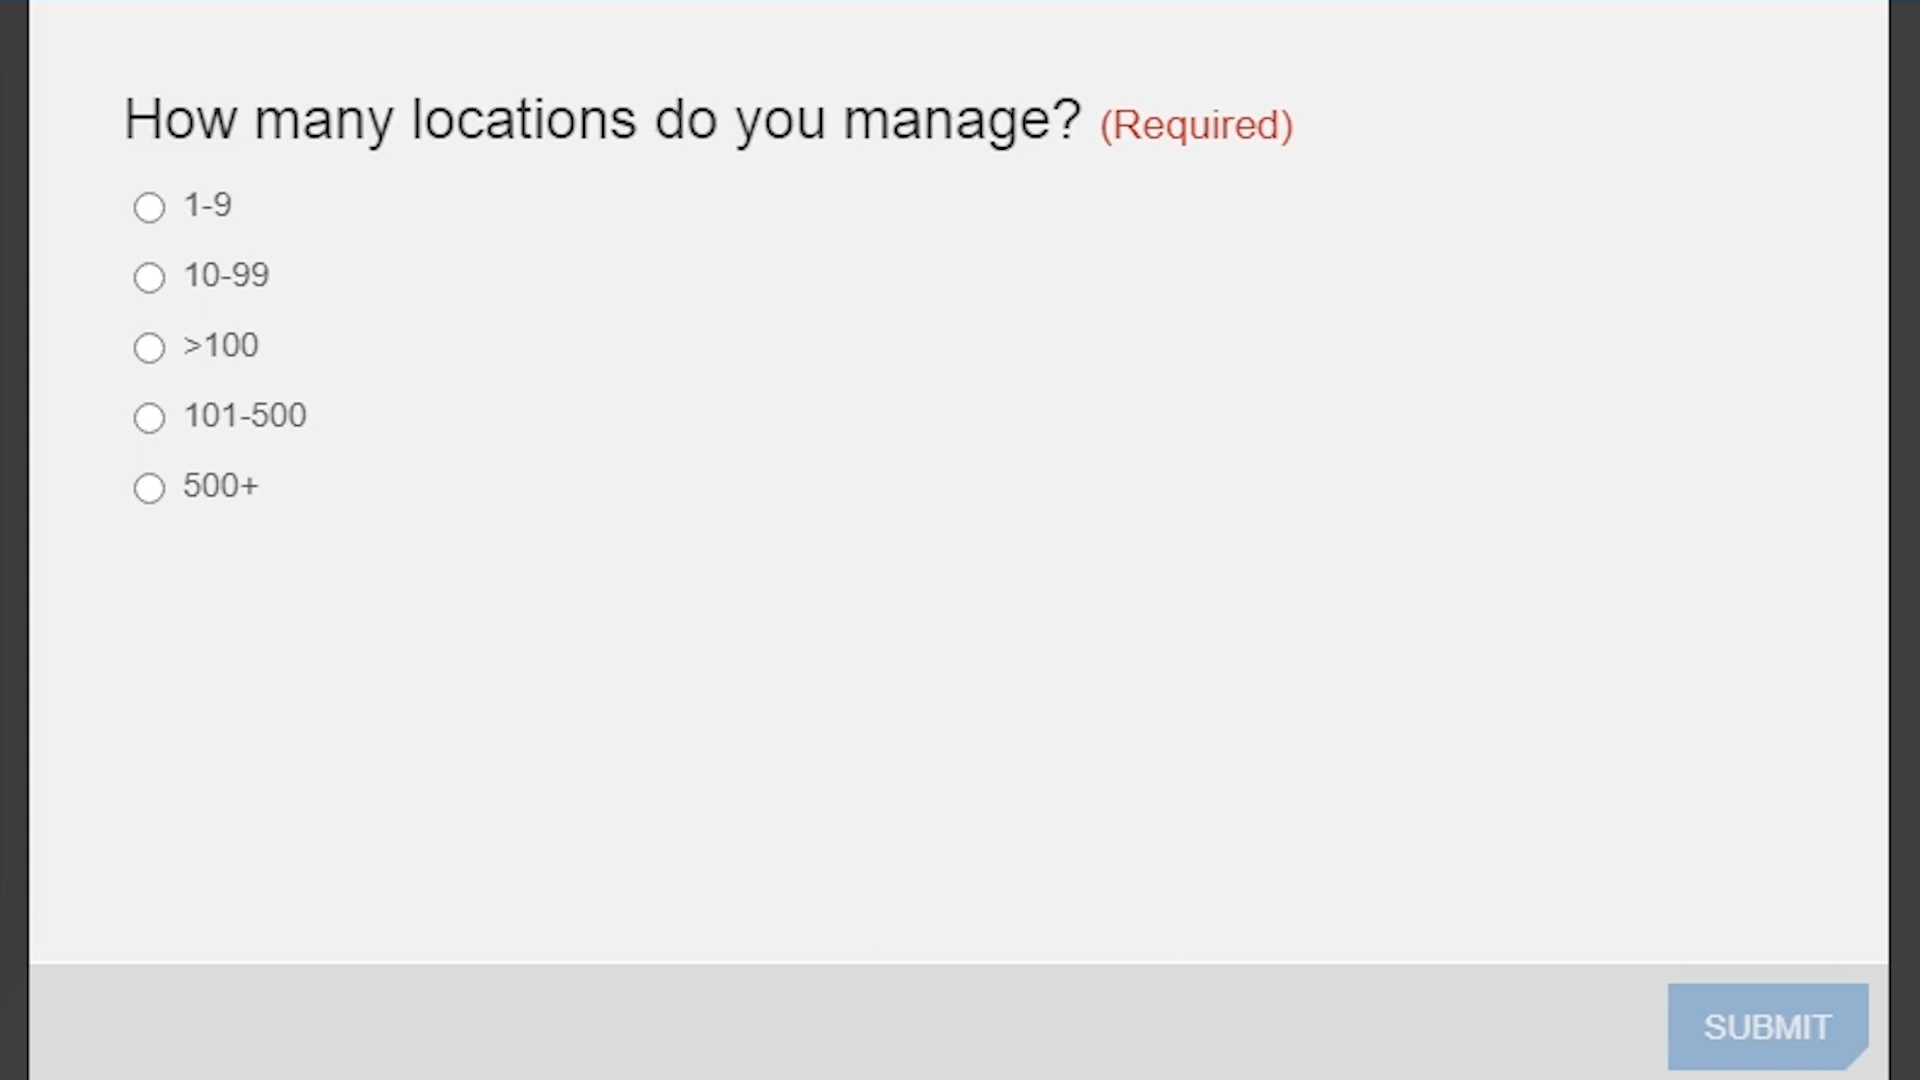 How many locations do you manage? (Required)
1-9
10-99
>100
101-500
500+
SUBMIT